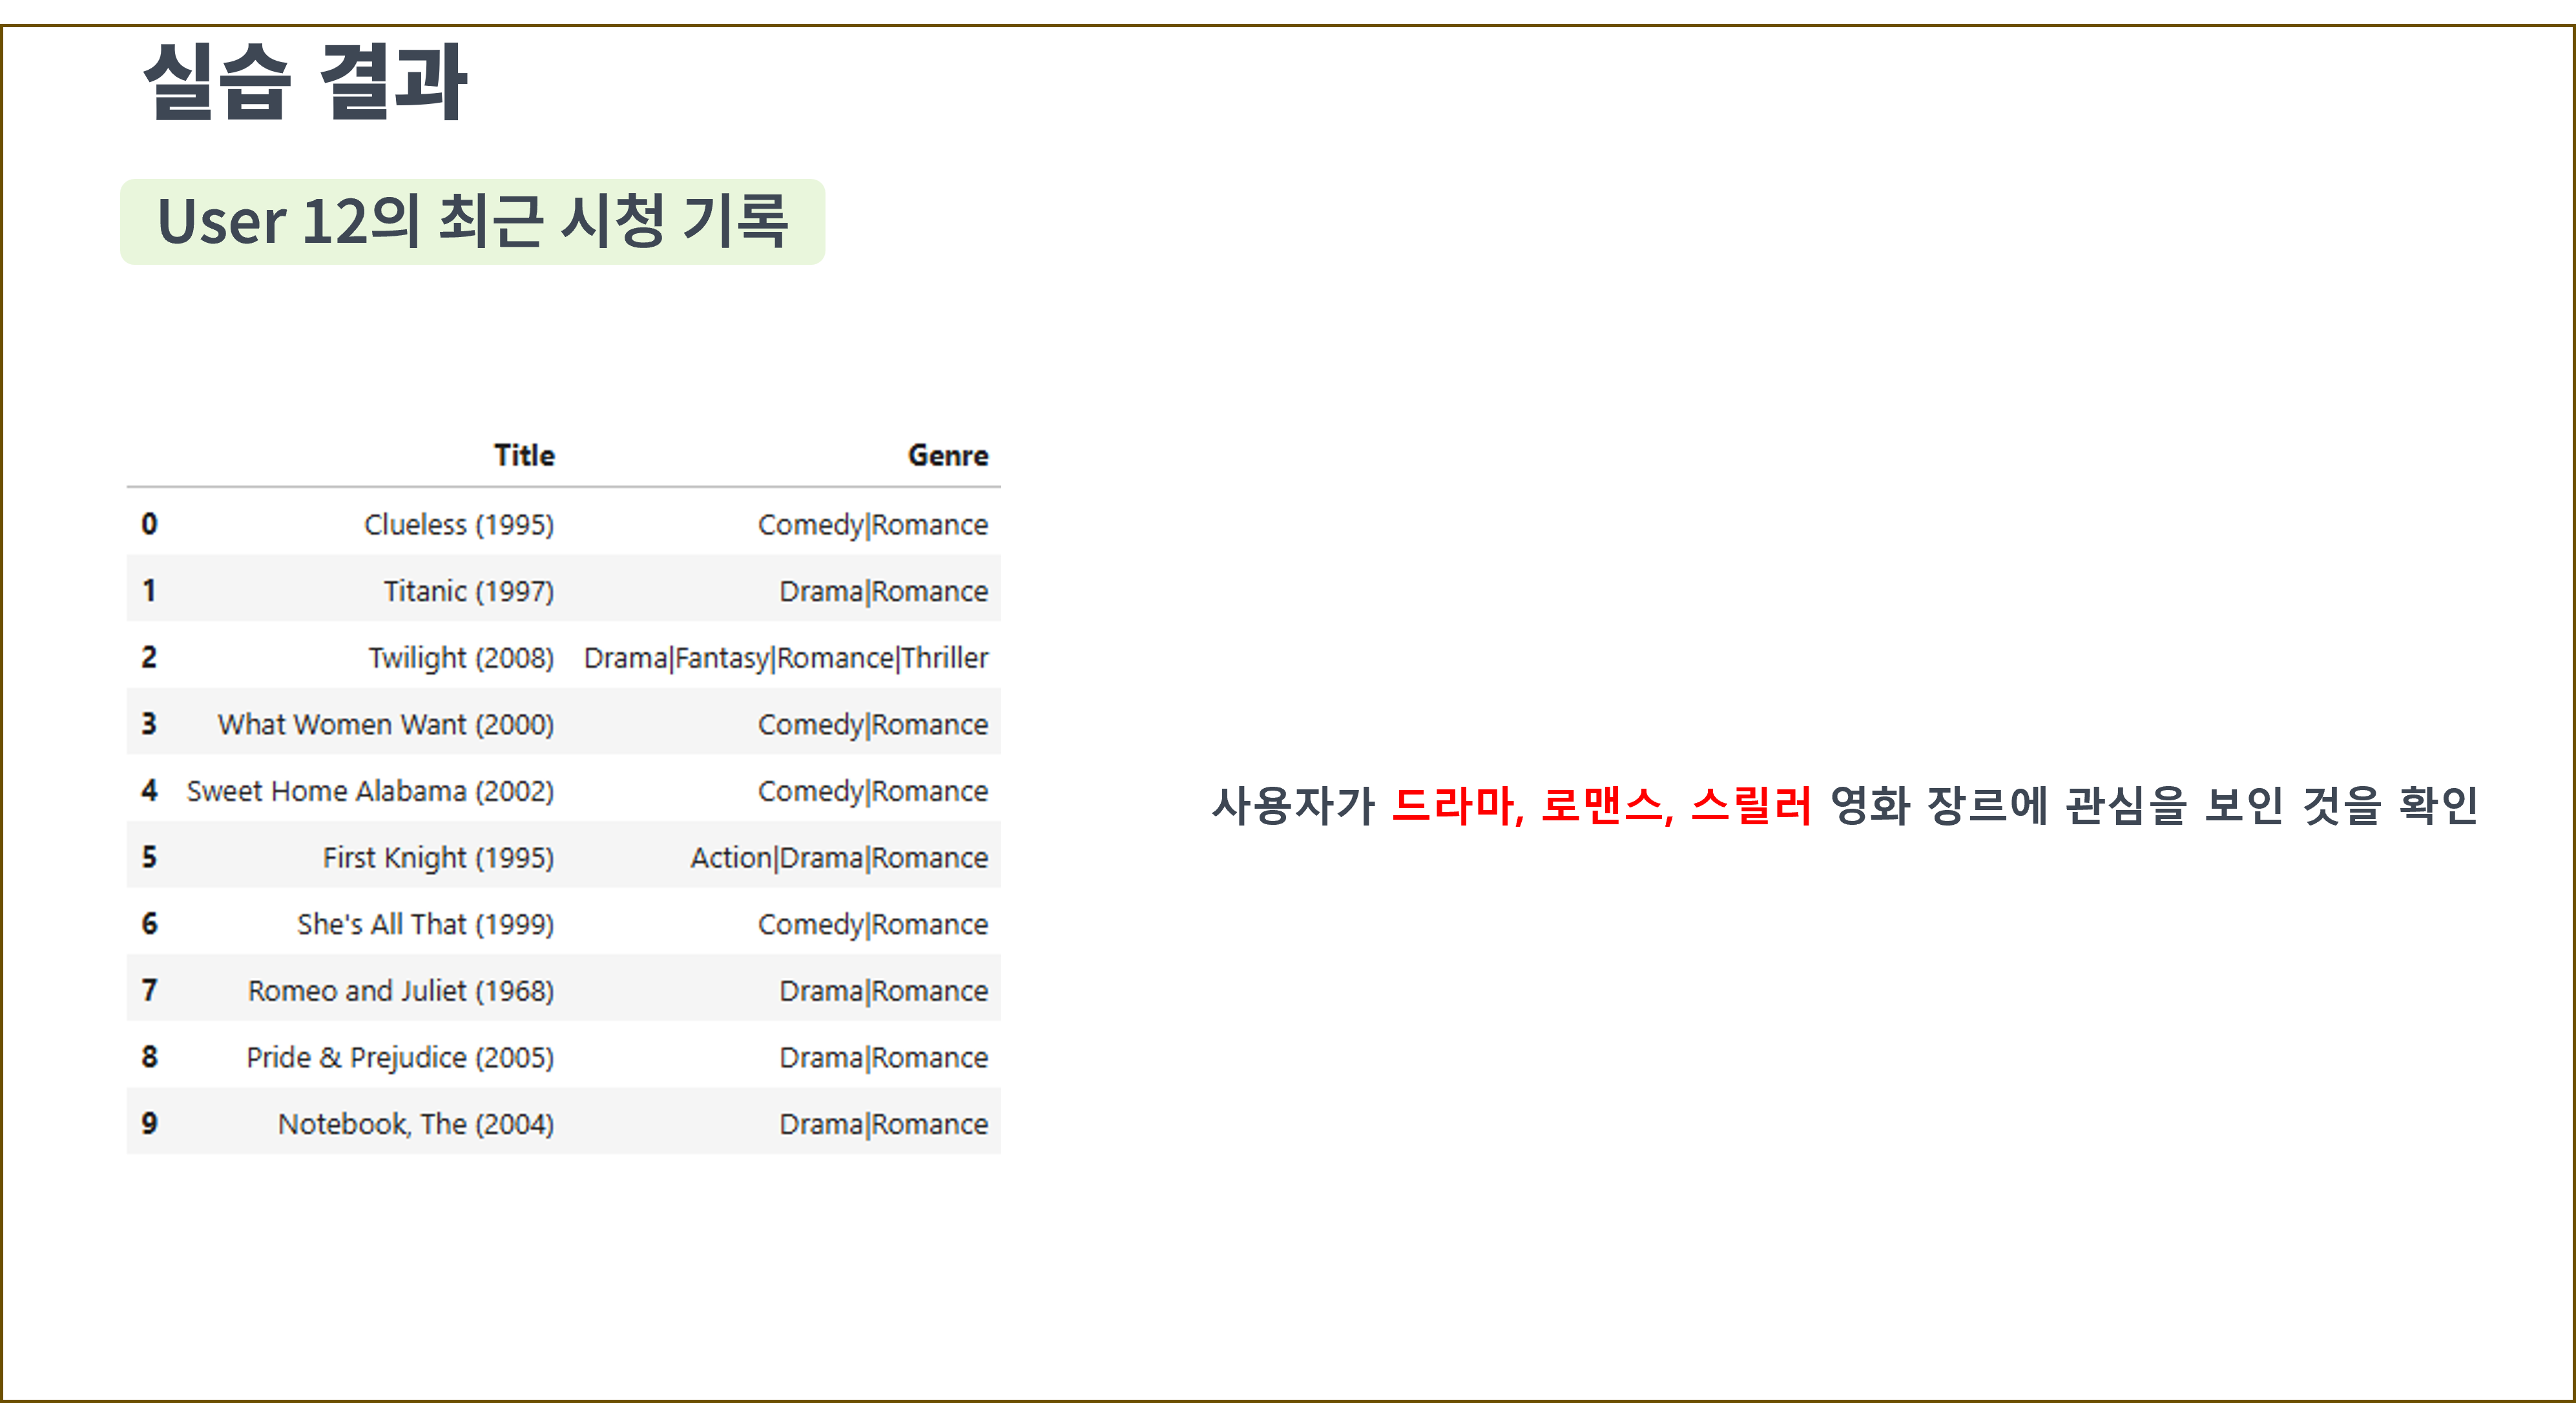 실습 결과
User 12의 최근 시청 기록
Title Genre
0 Clueless (1995) Comedy|Romance
1 Titanic (1997) Drama|Romance
2 Twilight (2008) Drama|Fantasy|Romance|Thriller
3 What Women Want (2000) Comedy|Romance
4 Sweet Home Alabama (2002) Comedy|Romance
5 First Knight (1995) Action|Drama|Romance
6 She's All That (1999) Comedy|Romance
7 Romeo and Juliet (1968) Drama|Romance
8 Pride & Prejudice (2005) Drama|Romance
9 Notebook, The (2004) Drama|Romance
사용자가 드라마, 로맨스, 스릴러 영화 장르에 관심을 보인 것을 확인